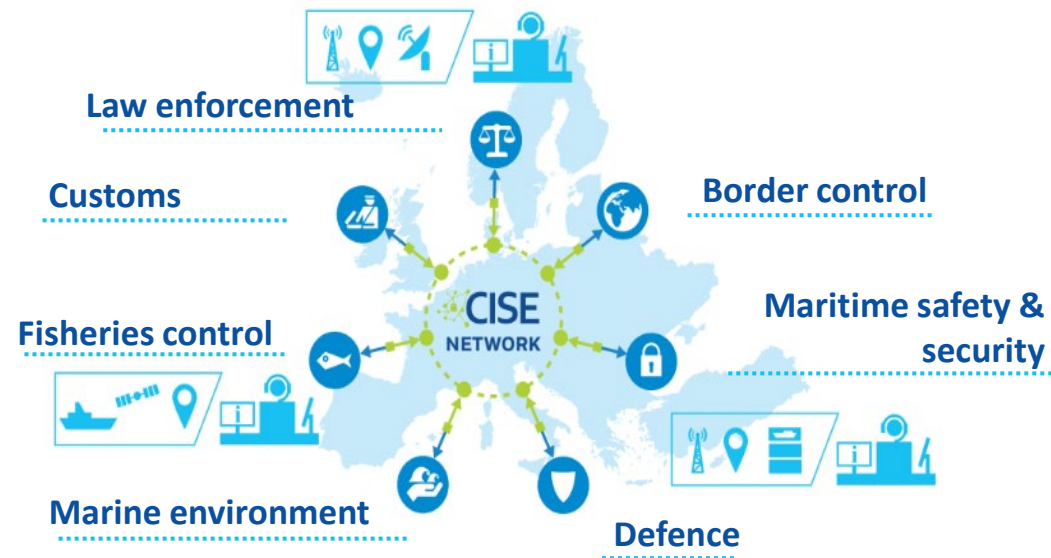 Law enforcement
Customs
Border control
CISE
NETWORK
Maritime safety &
security
Fisheries control
Marine environment
Defence